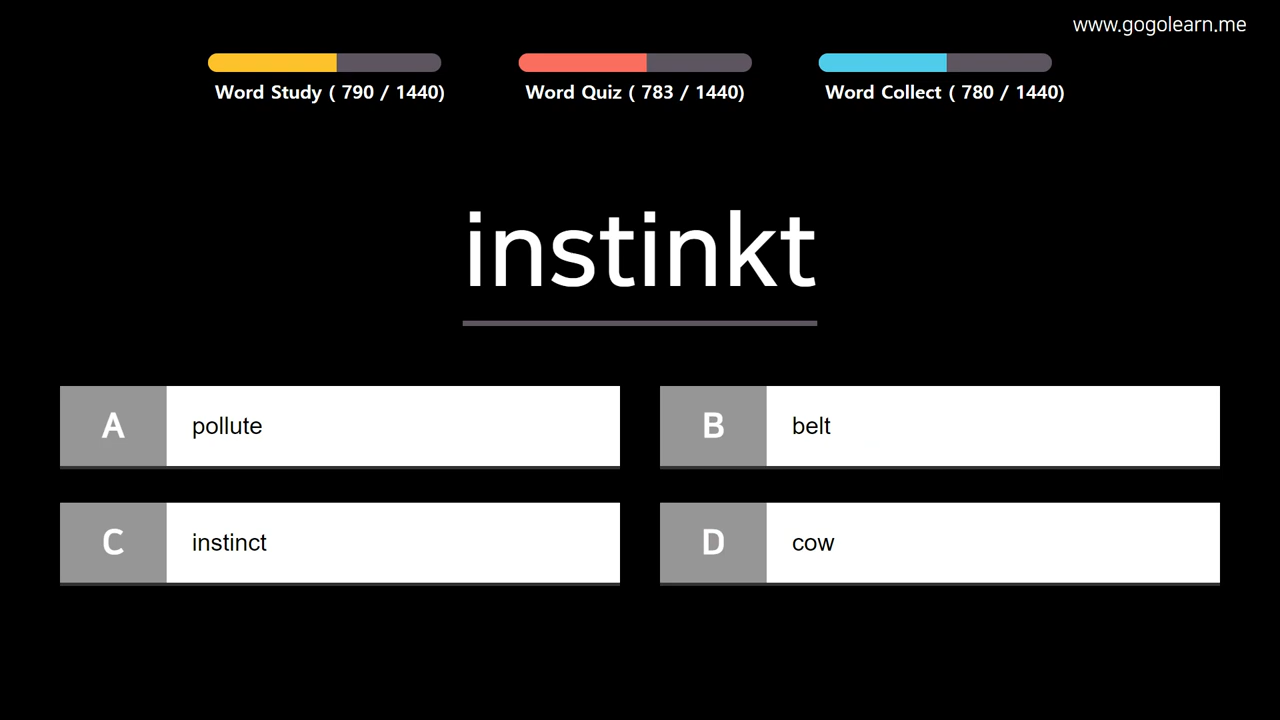 www.gogolearn.me
Word Study ( 790 / 1440)
Word Quiz ( 783 / 1440)
Word Collect ( 780 / 1440)
instinkt
A pollute
B belt
C instinct
D cow